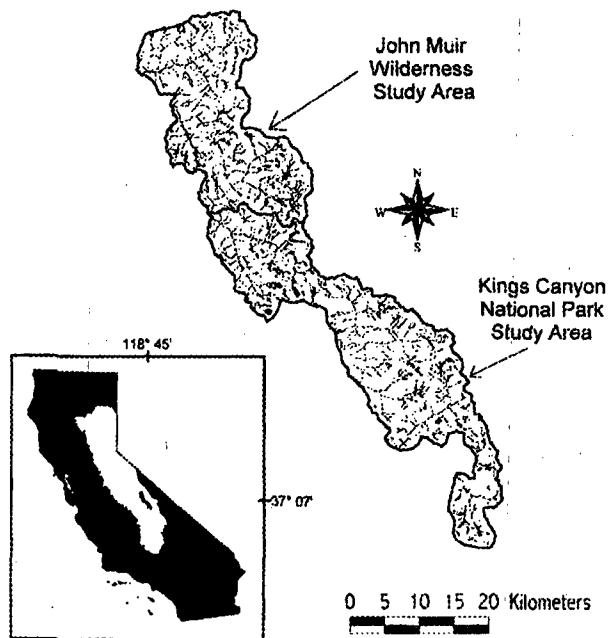 John Muir
Wilderness
Study Area
N
W E
S
Kings Canyon
National Park
Study Area
118° 45'
37° 07'
0 5 10 15 20 Kilometers